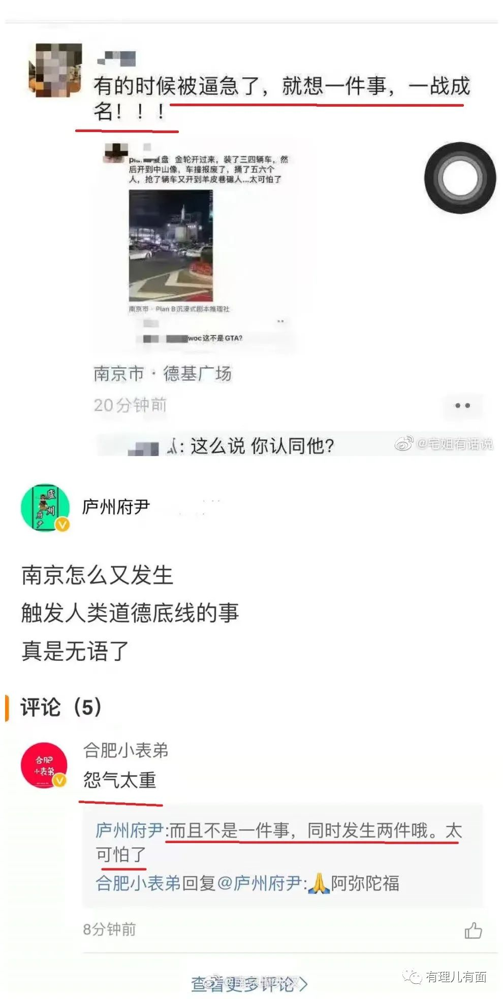 有的时候被逼急了，就想一件事，一战成
名！！！
复盘 金轮开过来，装了三四辆车，然
后开到中山像，车撞报废了，捅了五六个
人，抢了辆车又开到羊皮巷碾人...太可怕了
南京市 · Plan B沉浸式剧本推理社
woc这不是GTA?
南京市 · 德基广场
20分钟前
: 这么说 你认同他?
@宅姐有话说
庐州府尹
庐州府尹
南京怎么又发生
触发人类道德底线的事
真是无语了
评论（5）
合肥小表弟
合肥
小表弟
怨气太重
庐州府尹:而且不是一件事，同时发生两件哦。太
可怕了
合肥小表弟回复@庐州府尹:🙏阿弥陀福
8分钟前
查看更多评论>
有理儿有面